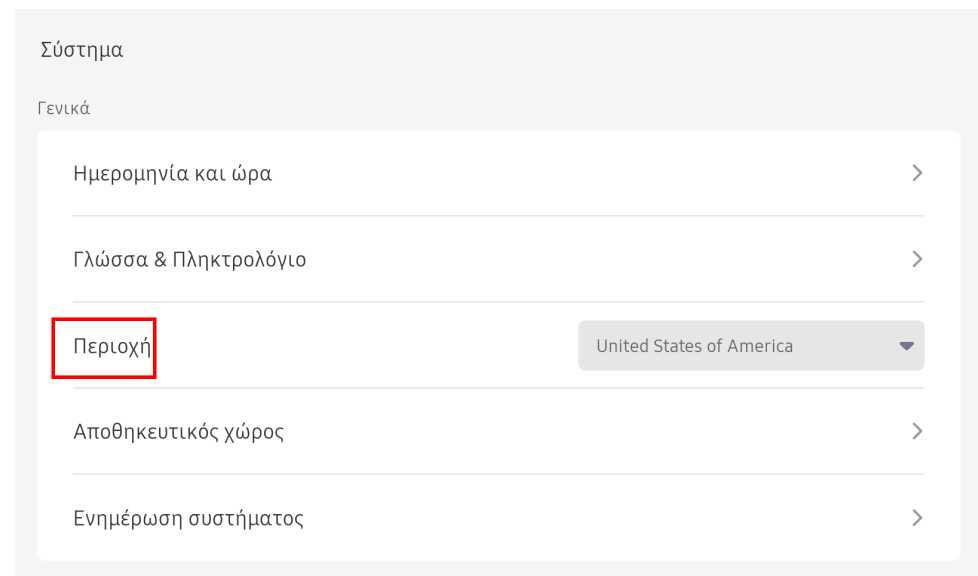 Σύστημα
Γενικά
Ημερομηνία και ώρα
Γλώσσα & Πληκτρολόγιο
Περιοχή
United States of America
Αποθηκευτικός χώρος
Ενημέρωση συστήματος